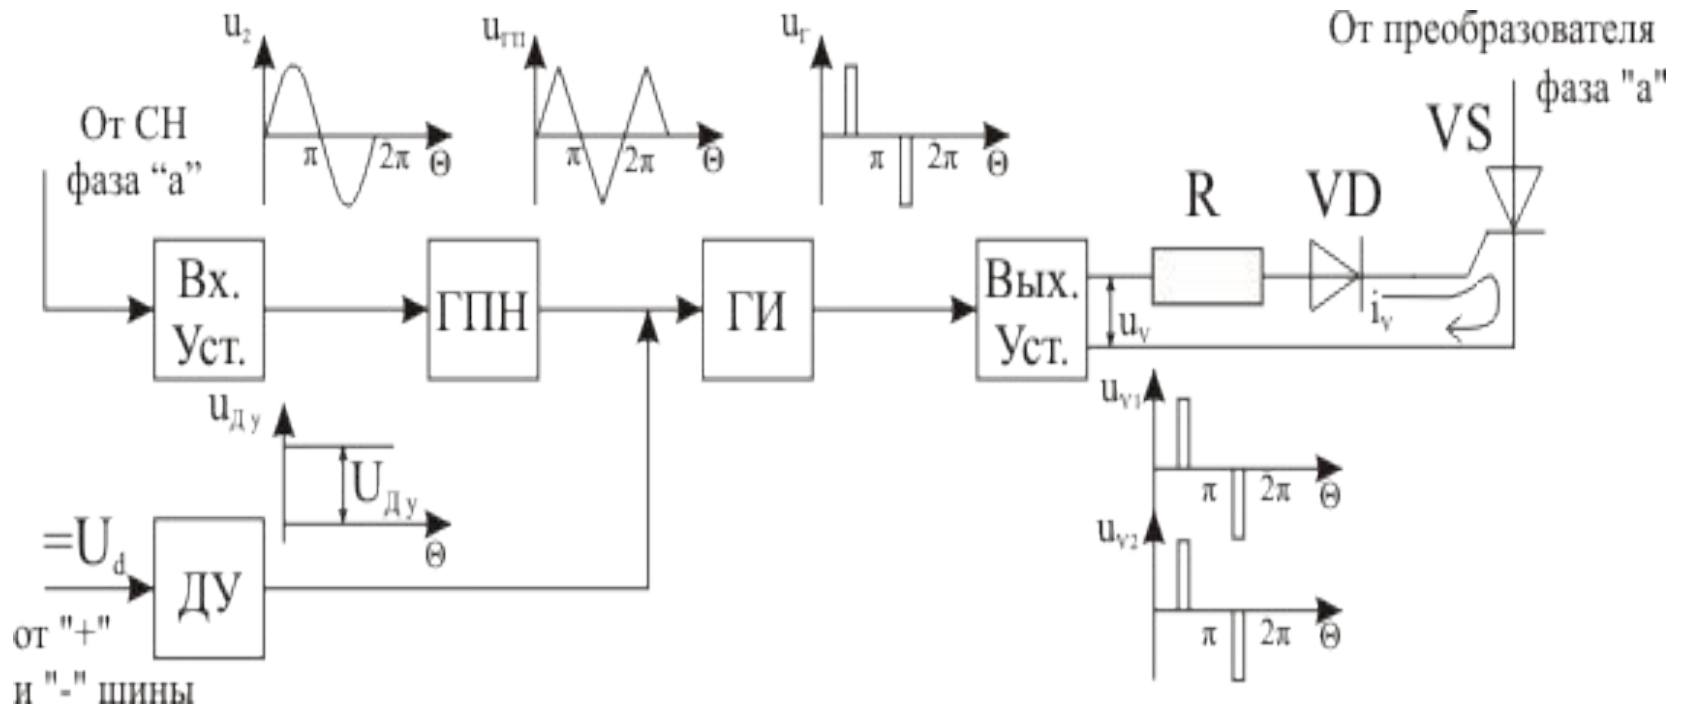 u₂
uГП
uГ
От преобразователя
фаза "а"
От СН
фаза “а”
π
2π
Θ
π
2π
Θ
π
2π
Θ
VS
R
VD
Вх.
Уст.
ГПН
ГИ
Вых.
Уст.
uᵥ
iᵥ
uДу
UДу
Θ
uV1
π
2π
Θ
=Ud
ДУ
uV2
π
2π
Θ
от "+"
и "-" шины